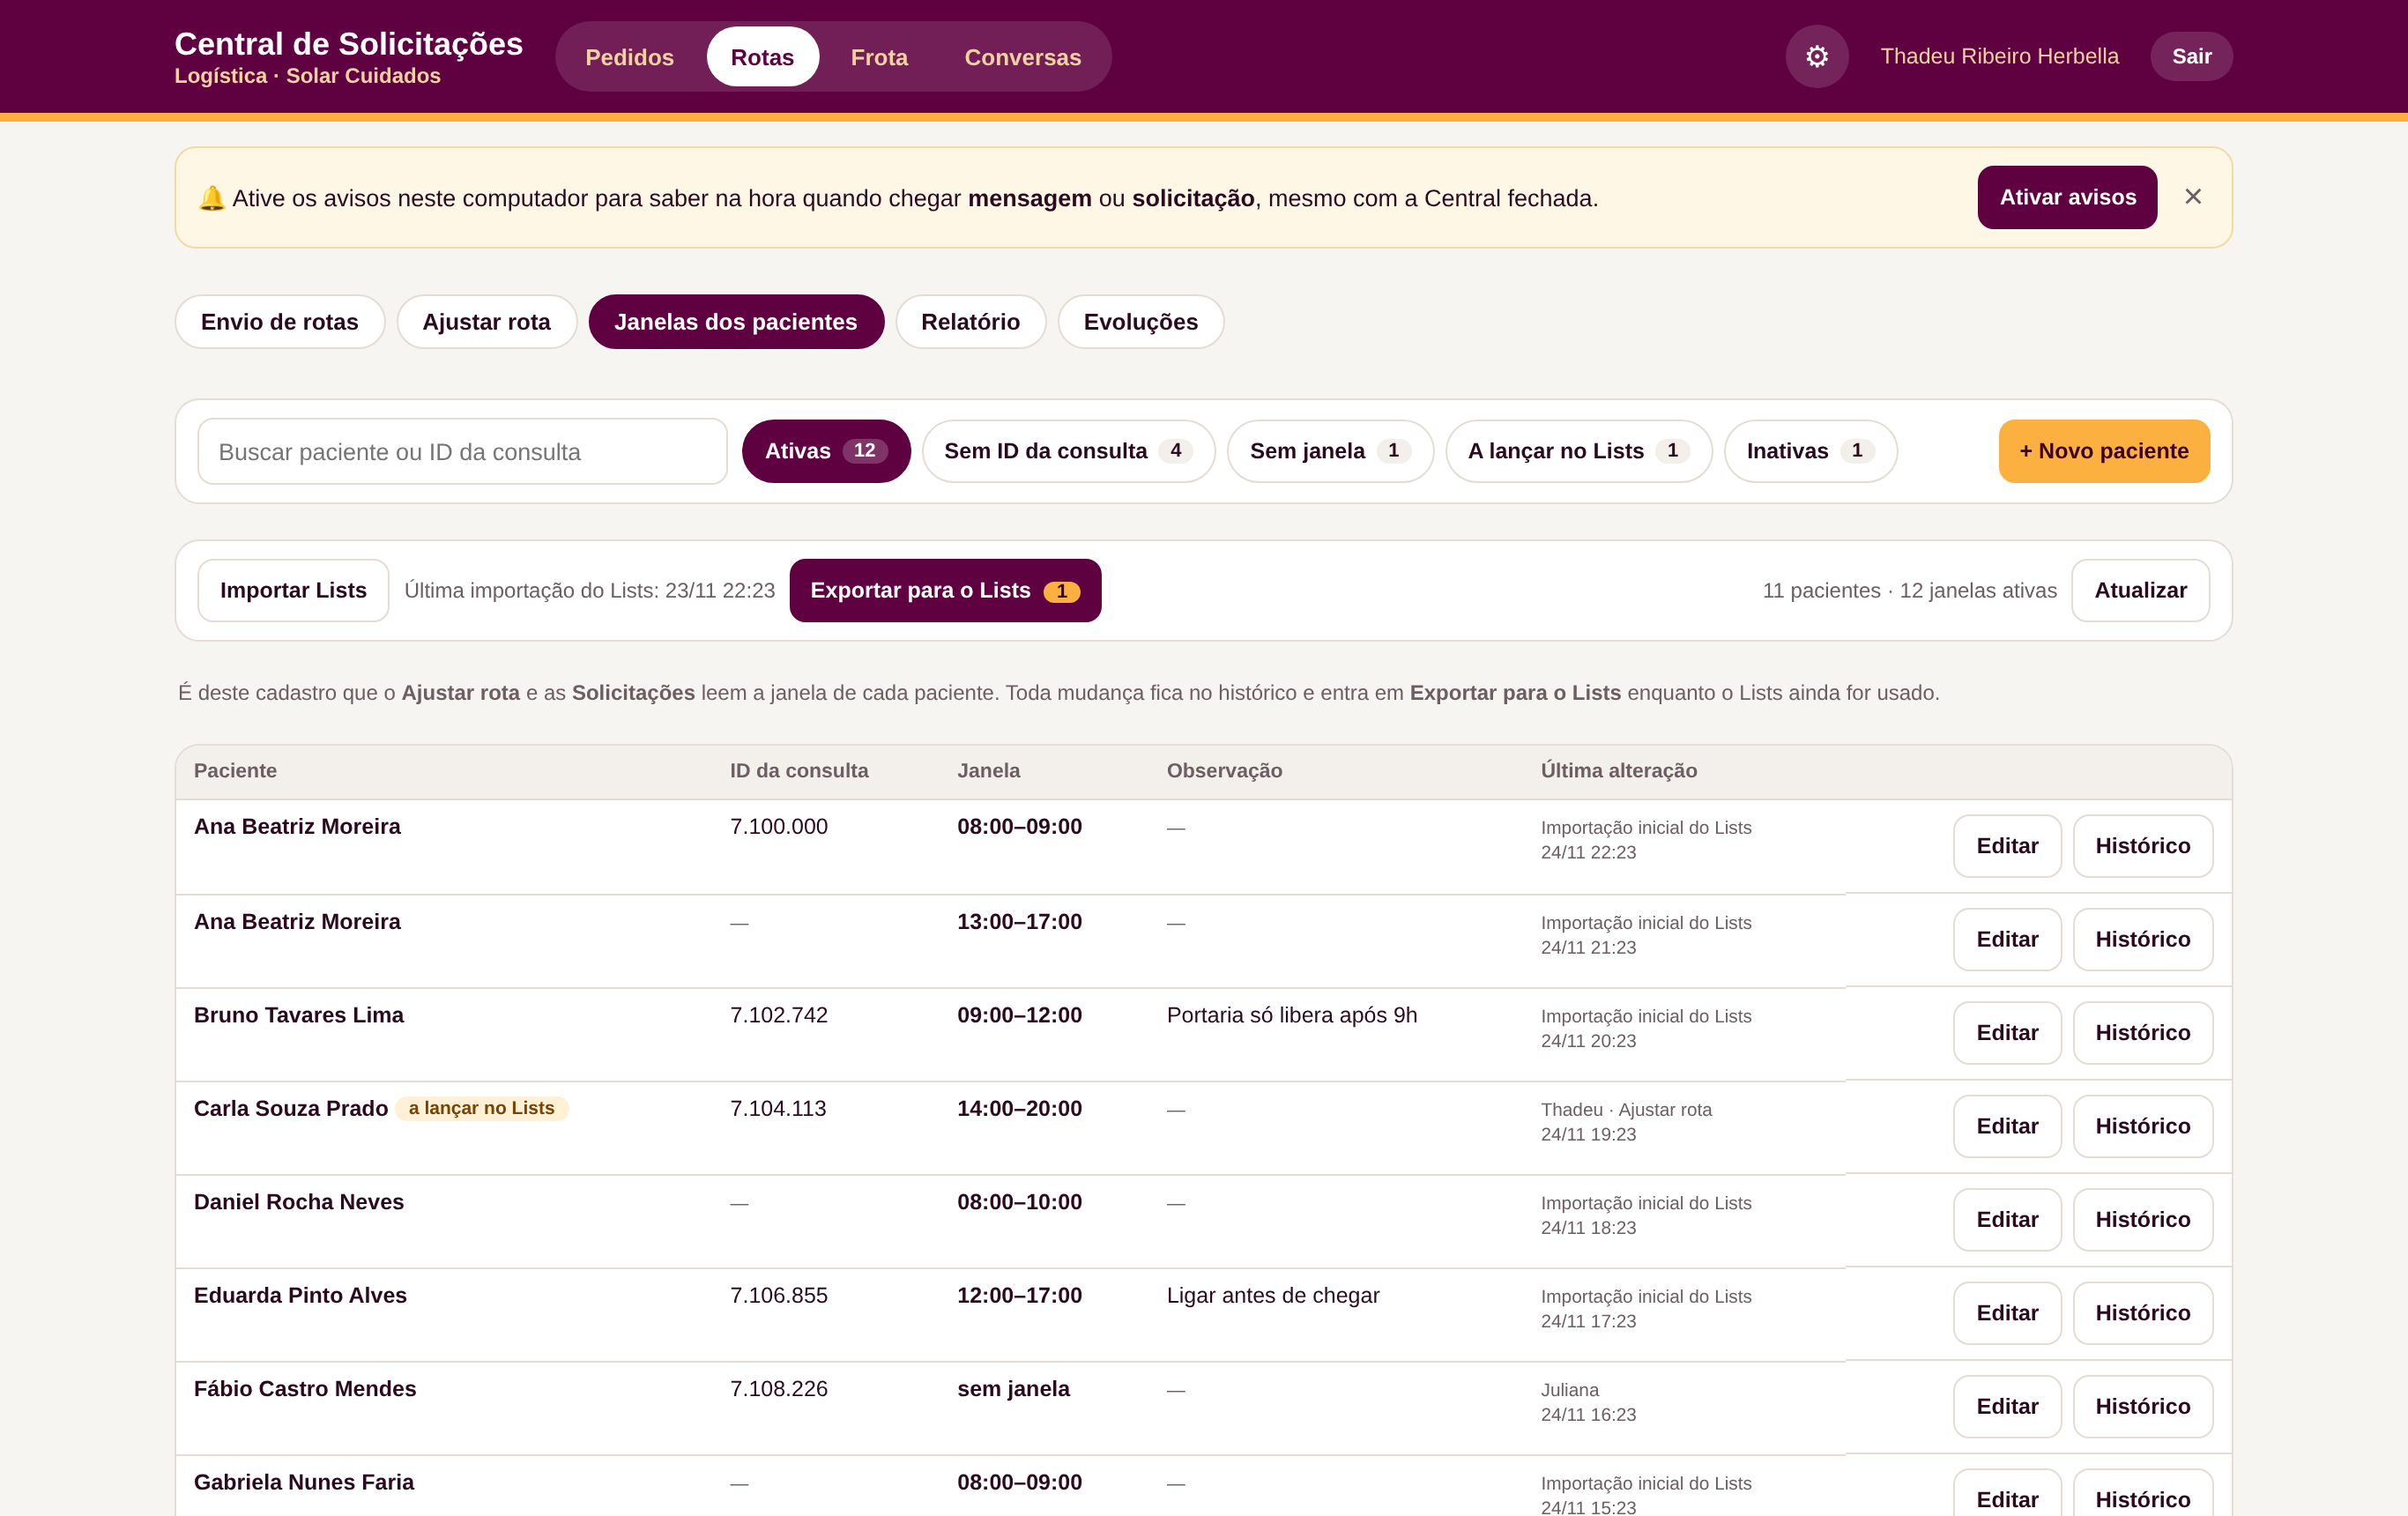 Central de Solicitações
Logística · Solar Cuidados
Pedidos Rotas Frota Conversas
Thadeu Ribeiro Herbella Sair
Ative os avisos neste computador para saber na hora quando chegar mensagem ou solicitação, mesmo com a Central fechada. Ativar avisos ✕
Envio de rotas Ajustar rota Janelas dos pacientes Relatório Evoluções
Buscar paciente ou ID da consulta Ativas 12 Sem ID da consulta 4 Sem janela 1 A lançar no Lists 1 Inativas 1 + Novo paciente
Importar Lists Última importação do Lists: 23/11 22:23 Exportar para o Lists 1 11 pacientes · 12 janelas ativas Atualizar
É deste cadastro que o Ajustar rota e as Solicitações leem a janela de cada paciente. Toda mudança fica no histórico e entra em Exportar para o Lists enquanto o Lists ainda for usado.
Paciente ID da consulta Janela Observação Última alteração
Ana Beatriz Moreira 7.100.000 08:00–09:00 — Importação inicial do Lists
24/11 22:23 Editar Histórico
Ana Beatriz Moreira — 13:00–17:00 — Importação inicial do Lists
24/11 21:23 Editar Histórico
Bruno Tavares Lima 7.102.742 09:00–12:00 Portaria só libera após 9h Importação inicial do Lists
24/11 20:23 Editar Histórico
Carla Souza Prado a lançar no Lists 7.104.113 14:00–20:00 — Thadeu · Ajustar rota
24/11 19:23 Editar Histórico
Daniel Rocha Neves — 08:00–10:00 — Importação inicial do Lists
24/11 18:23 Editar Histórico
Eduarda Pinto Alves 7.106.855 12:00–17:00 Ligar antes de chegar Importação inicial do Lists
24/11 17:23 Editar Histórico
Fábio Castro Mendes 7.108.226 sem janela — Juliana
24/11 16:23 Editar Histórico
Gabriela Nunes Faria — 08:00–09:00 — Importação inicial do Lists
24/11 15:23 Editar Histórico